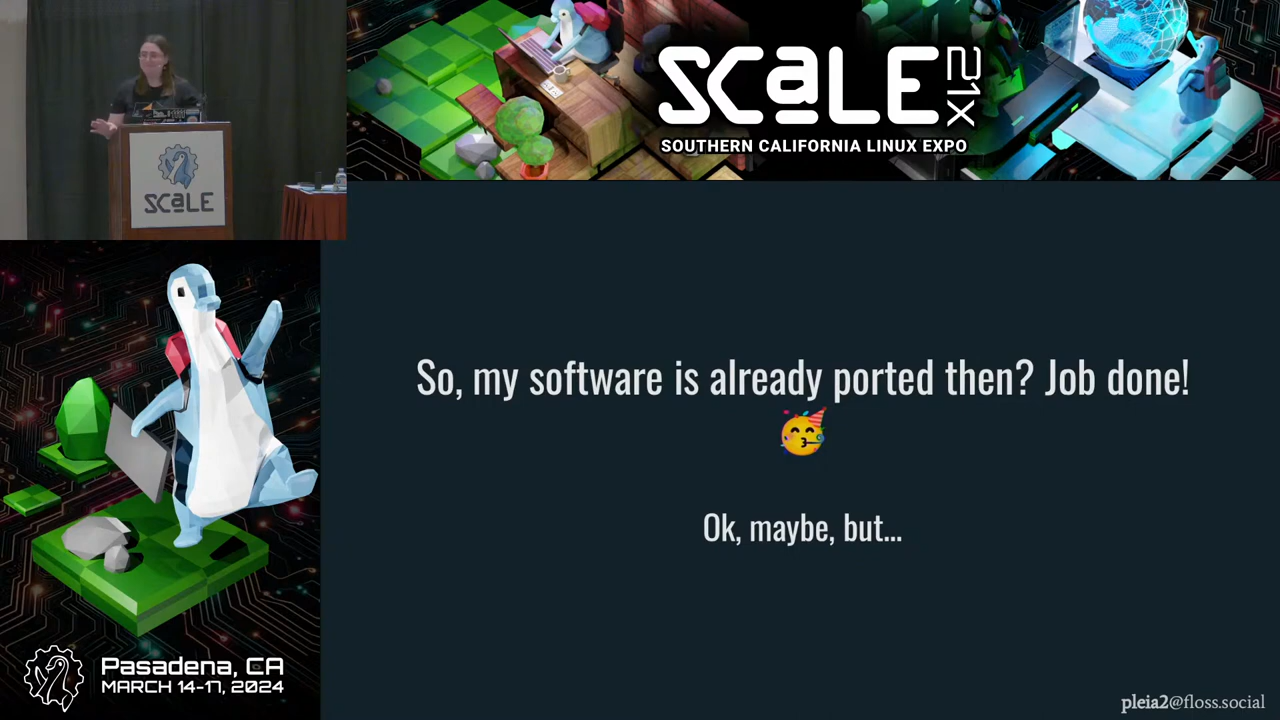 SCaLE 21X
SOUTHERN CALIFORNIA LINUX EXPO
SCaLE
So, my software is already ported then? Job done!
🥳
Ok, maybe, but...
Pasadena, CA
MARCH 14-17, 2024
pleia2@floss.social